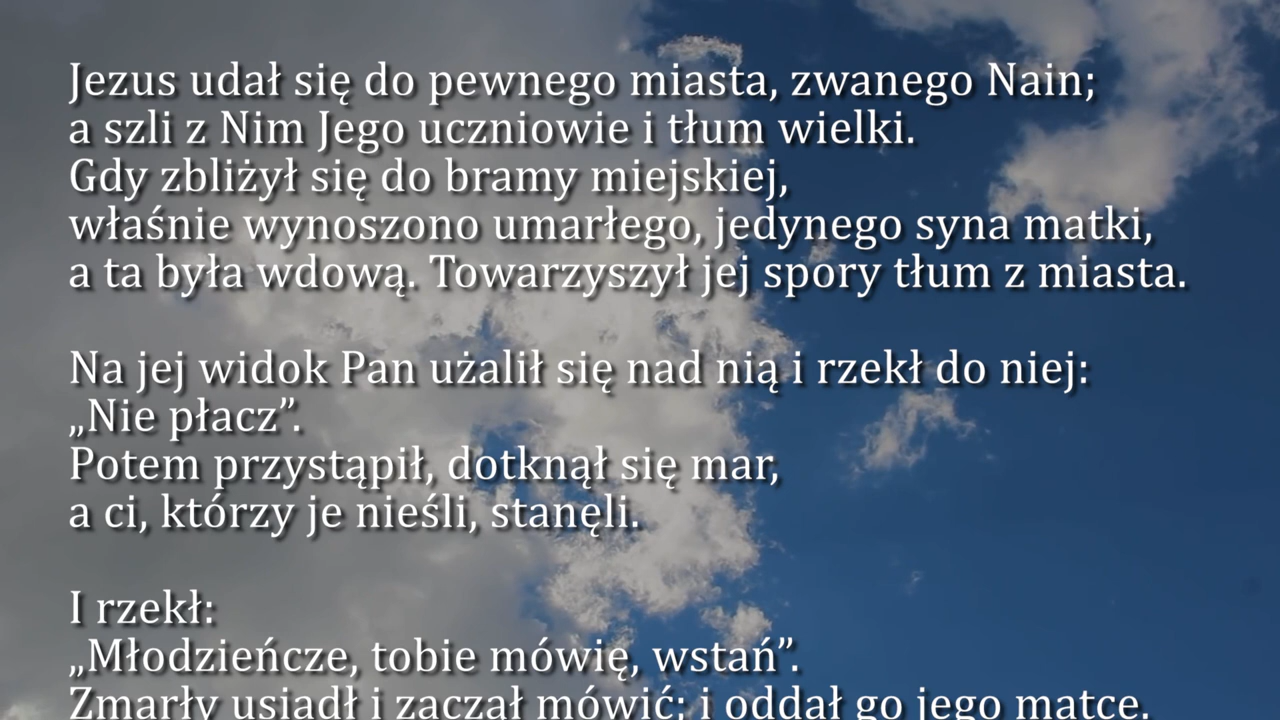 Jezus udał się do pewnego miasta, zwanego Nain;
a szli z Nim Jego uczniowie i tłum wielki.
Gdy zbliżył się do bramy miejskiej,
właśnie wynoszono umarłego, jedynego syna matki,
a ta była wdową. Towarzyszył jej spory tłum z miasta.
Na jej widok Pan użalił się nad nią i rzekł do niej:
„Nie płacz”.
Potem przystąpił, dotknął się mar,
a ci, którzy je nieśli, stanęli.
I rzekł:
„Młodzieńcze, tobie mówię, wstań”.
Zmarły usiadł i zaczął mówić; i oddał go jego matce.